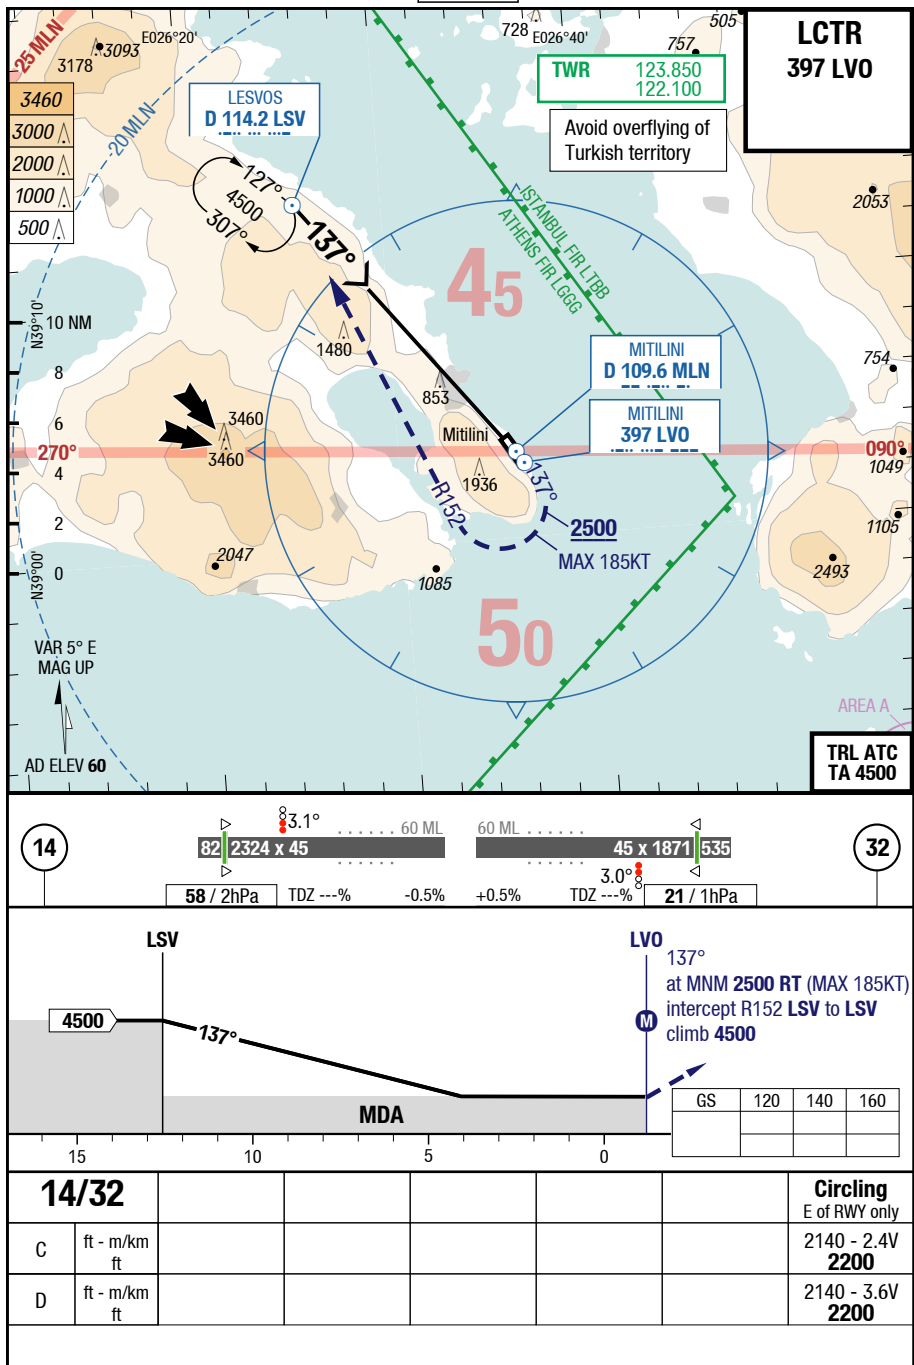 LCTR
397 LVO
25 MLN
3178
3093
E026°20'
728
E026°40'
757
505
TWR 123.850
122.100
3460
3000
2000
1000
500
20 MLN
LESVOS
D 114.2 LSV
Avoid overflying of
Turkish territory
127°
4500
307°
137°
ISTANBUL FIR LTBB
ATHENS FIR LGGG
2053
45
N39°10'
10 NM
1480
MITILINI
D 109.6 MLN
754
8
853
MITILINI
397 LVO
6
3460
Mitilini
270°
3460
090°
1049
4
1936
137°
R152
2
2500
MAX 185KT
1105
2047
1085
2493
N39°00'
0
50
VAR 5° E
MAG UP
AREA A
AD ELEV 60
TRL ATC
TA 4500
14
3.1°
60 ML
60 ML
32
82 2324 x 45
45 x 1871 535
3.0°
58 / 2hPa TDZ ---% -0.5% +0.5% TDZ ---% 21 / 1hPa
LSV
LVO
137°
at MNM 2500 RT (MAX 185KT)
intercept R152 LSV to LSV
climb 4500
4500
137°
M
MDA
GS 120 140 160
15 10 5 0
14/32
Circling
E of RWY only
C ft - m/km 2140 - 2.4V
ft 2200
D ft - m/km 2140 - 3.6V
ft 2200